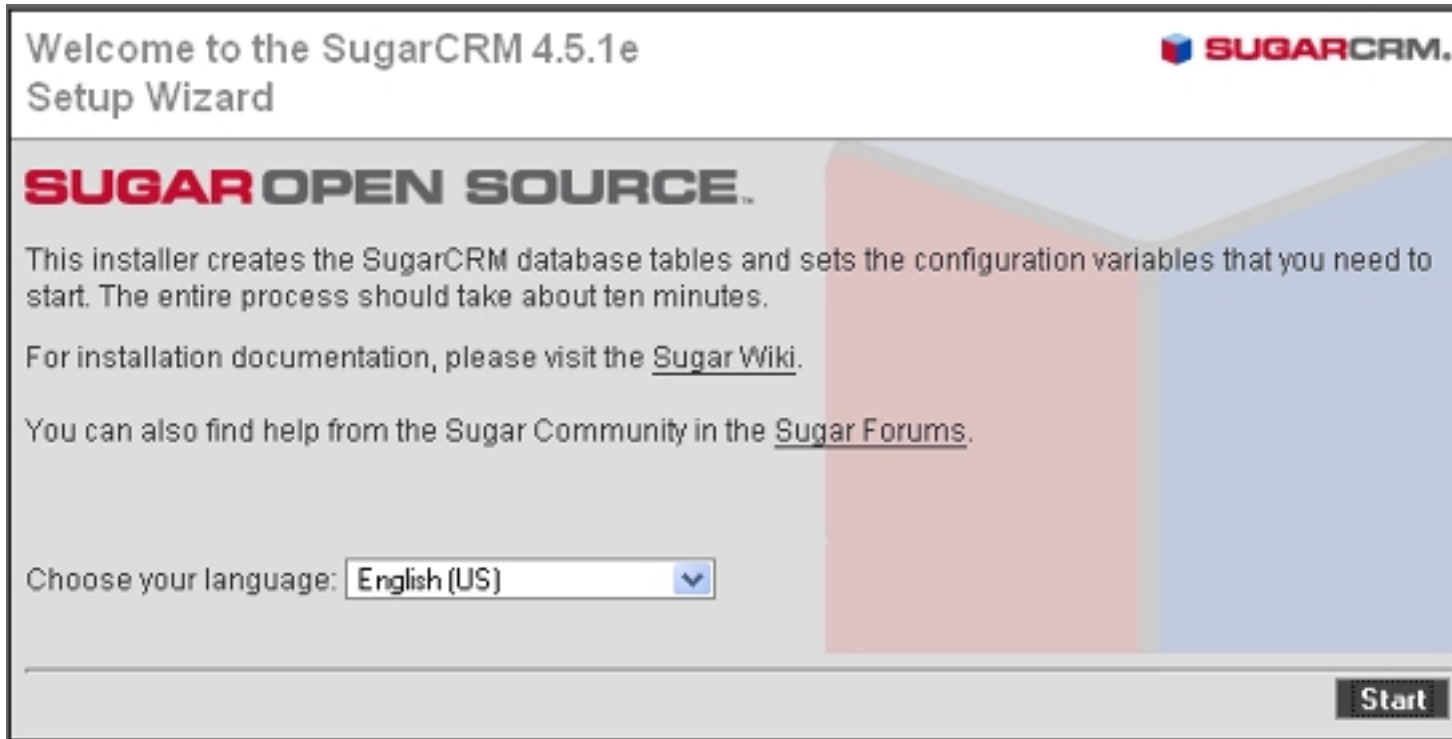 Welcome to the SugarCRM 4.5.1e
Setup Wizard
SUGARCRM.
SUGAR OPEN SOURCE™
This installer creates the SugarCRM database tables and sets the configuration variables that you need to
start. The entire process should take about ten minutes.
For installation documentation, please visit the Sugar Wiki.
You can also find help from the Sugar Community in the Sugar Forums.
Choose your language: English (US)
Start